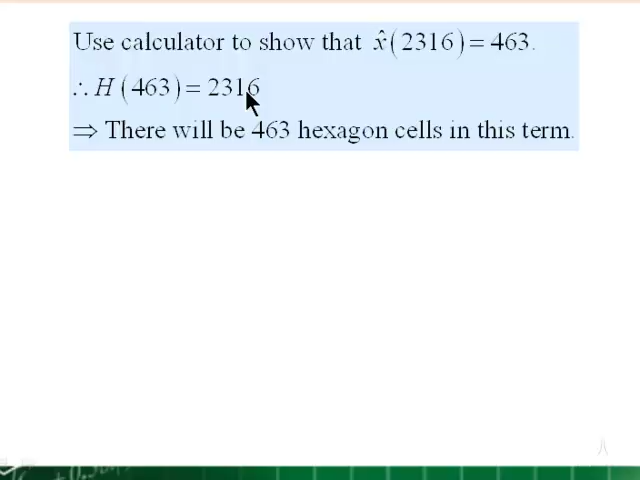 Use calculator to show that x̂(2316) = 463.
∴ H(463) = 2316
⇒ There will be 463 hexagon cells in this term.